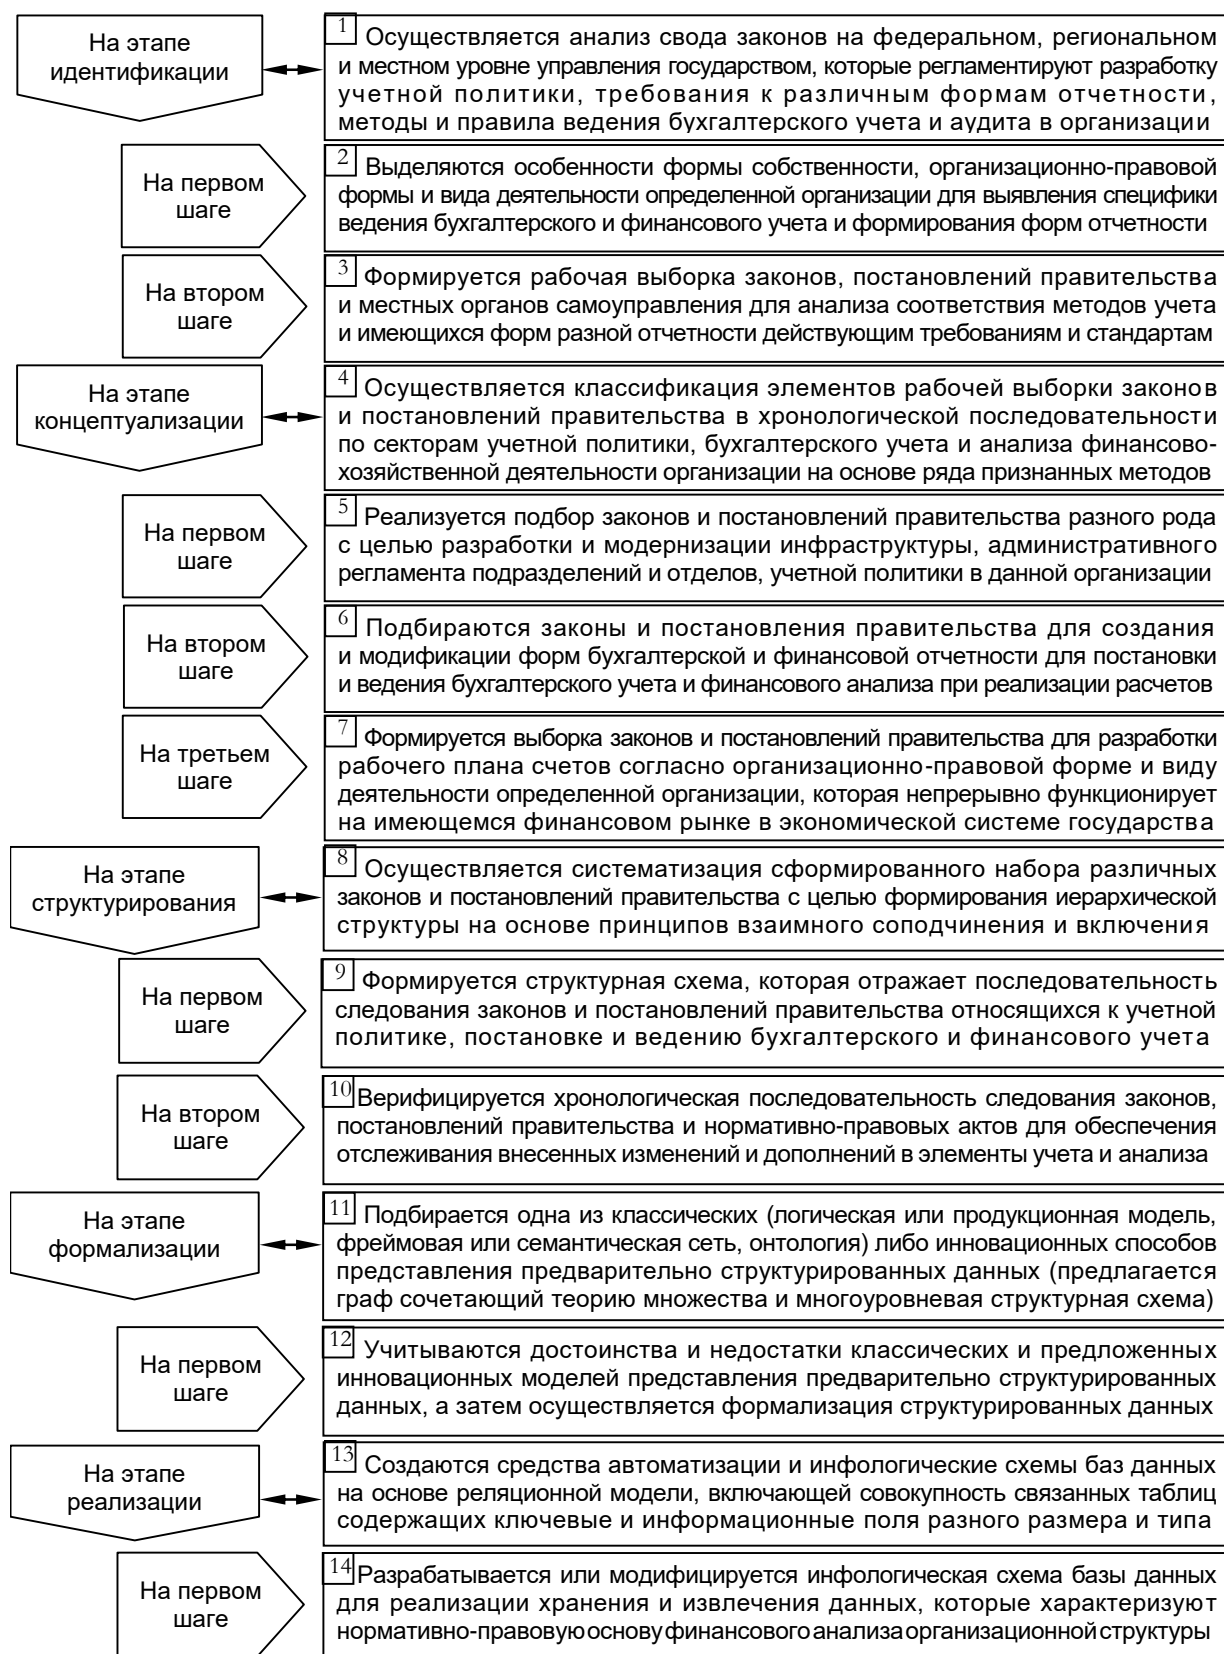 На этапе
идентификации
1 Осуществляется анализ свода законов на федеральном, региональном
и местном уровне управления государством, которые регламентируют разработку
учетной политики, требования к различным формам отчетности,
методы и правила ведения бухгалтерского учета и аудита в организации
На первом
шаге
2 Выделяются особенности формы собственности, организационно-правовой
формы и вида деятельности определенной организации для выявления специфики
ведения бухгалтерского и финансового учета и формирования форм отчетности
На втором
шаге
3 Формируется рабочая выборка законов, постановлений правительства
и местных органов самоуправления для анализа соответствия методов учета
и имеющихся форм разной отчетности действующим требованиям и стандартам
На этапе
концептуализации
4 Осуществляется классификация элементов рабочей выборки законов
и постановлений правительства в хронологической последовательности
по секторам учетной политики, бухгалтерского учета и анализа финансово-
хозяйственной деятельности организации на основе ряда признанных методов
На первом
шаге
5 Реализуется подбор законов и постановлений правительства разного рода
с целью разработки и модернизации инфраструктуры, административного
регламента подразделений и отделов, учетной политики в данной организации
На втором
шаге
6 Подбираются законы и постановления правительства для создания
и модификации форм бухгалтерской и финансовой отчетности для постановки
и ведения бухгалтерского учета и финансового анализа при реализации расчетов
На третьем
шаге
7 Формируется выборка законов и постановлений правительства для разработки
рабочего плана счетов согласно организационно-правовой форме и виду
деятельности определенной организации, которая непрерывно функционирует
на имеющемся финансовом рынке в экономической системе государства
На этапе
структурирования
8 Осуществляется систематизация сформированного набора различных
законов и постановлений правительства с целью формирования иерархической
структуры на основе принципов взаимного соподчинения и включения
На первом
шаге
9 Формируется структурная схема, которая отражает последовательность
следования законов и постановлений правительства относящихся к учетной
политике, постановке и ведению бухгалтерского и финансового учета
На втором
шаге
10 Верифицируется хронологическая последовательность следования законов,
постановлений правительства и нормативно-правовых актов для обеспечения
отслеживания внесенных изменений и дополнений в элементы учета и анализа
На этапе
формализации
11 Подбирается одна из классических (логическая или продукционная модель,
фреймовая или семантическая сеть, онтология) либо инновационных способов
представления предварительно структурированных данных (предлагается
граф сочетающий теорию множества и многоуровневая структурная схема)
На первом
шаге
12 Учитываются достоинства и недостатки классических и предложенных
инновационных моделей представления предварительно структурированных
данных, а затем осуществляется формализация структурированных данных
На этапе
реализации
13 Создаются средства автоматизации и инфологические схемы баз данных
на основе реляционной модели, включающей совокупность связанных таблиц
содержащих ключевые и информационные поля разного размера и типа
На первом
шаге
14 Разрабатывается или модифицируется инфологическая схема базы данных
для реализации хранения и извлечения данных, которые характеризуют
нормативно-правовую основу финансового анализа организационной структуры